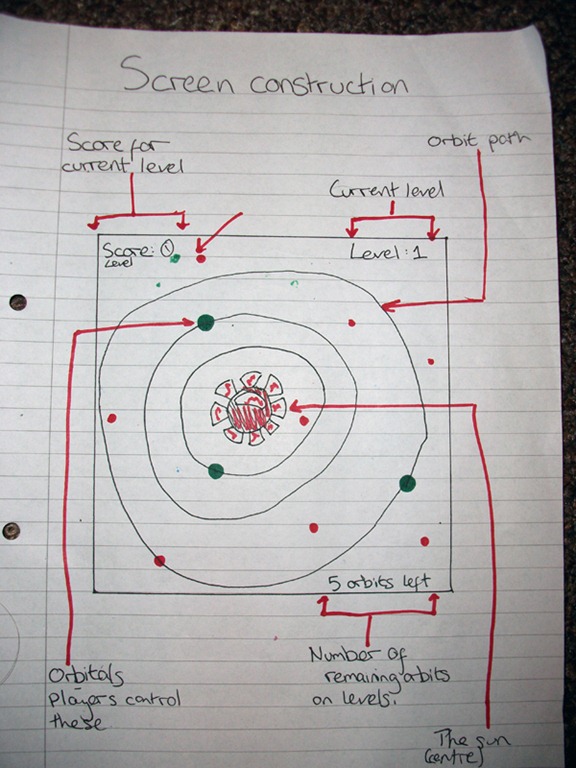 Screen construction
Score for
current level
orbit path
Current level
Score: 0
Level
Level: 1
5 orbits left
Orbitals
players control
these
Number of
remaining orbits
on levels.
The sun
(centre)